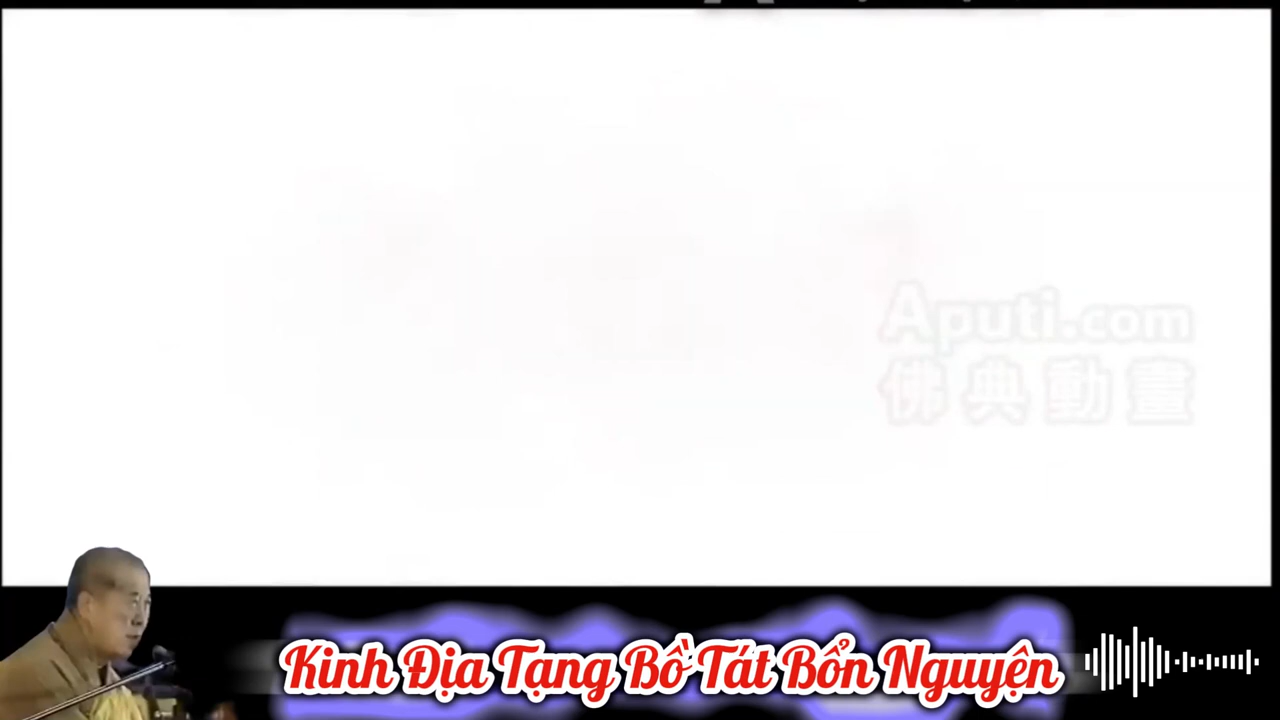 Aputi.com
佛典動畫
Kinh Địa Tạng Bồ Tát Bổn Nguyện